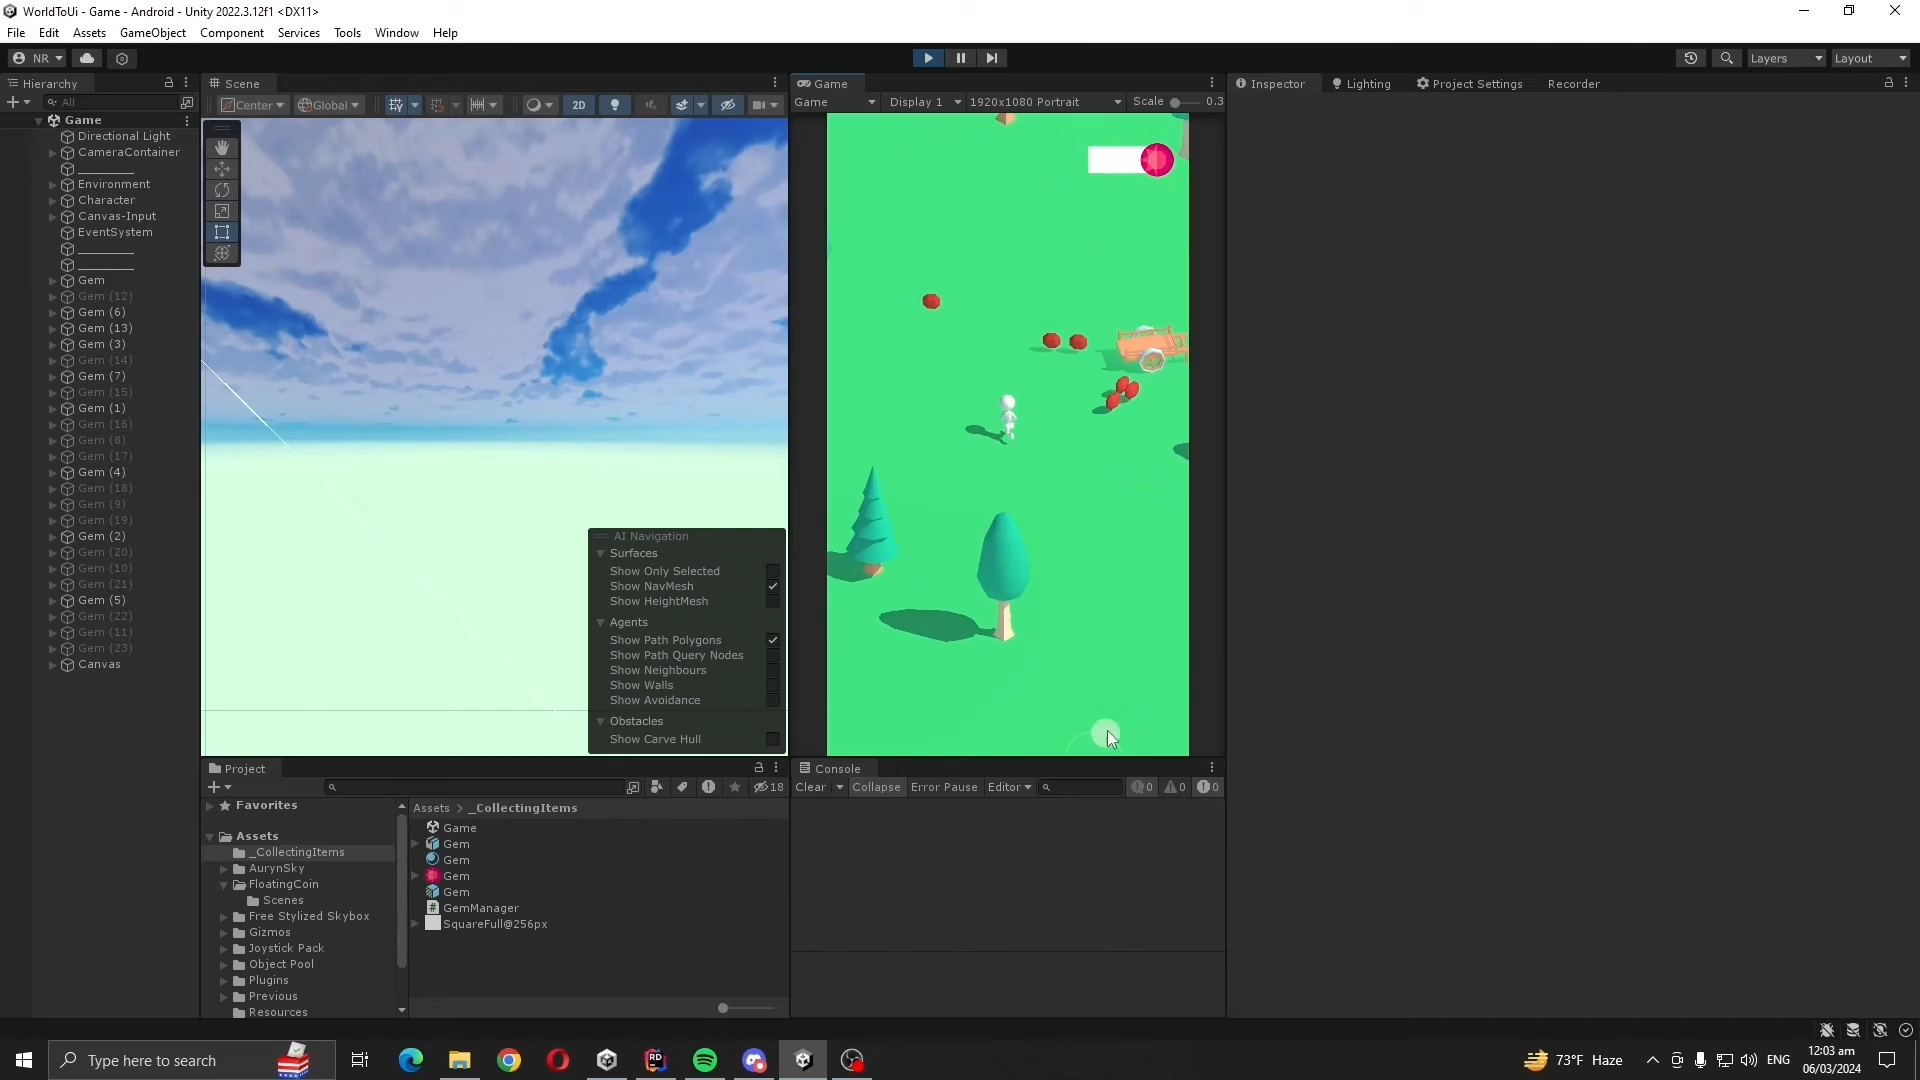 WorldToUi - Game - Android - Unity 2022.3.12f1 <DX11>
File Edit Assets GameObject Component Services Tools Window Help
NR
Layers
Layout
Hierarchy
All
Game
Directional Light
CameraContainer
_________
Environment
Character
Canvas-Input
EventSystem
_________
_________
Gem
Gem (12)
Gem (6)
Gem (13)
Gem (3)
Gem (14)
Gem (7)
Gem (15)
Gem (1)
Gem (16)
Gem (8)
Gem (17)
Gem (4)
Gem (18)
Gem (9)
Gem (19)
Gem (2)
Gem (20)
Gem (10)
Gem (21)
Gem (5)
Gem (22)
Gem (11)
Gem (23)
Canvas
Scene
Center Global 2D
AI Navigation
Surfaces
Show Only Selected
Show NavMesh
Show HeightMesh
Agents
Show Path Polygons
Show Path Query Nodes
Show Neighbours
Show Walls
Show Avoidance
Obstacles
Show Carve Hull
Game
Game Display 1 1920x1080 Portrait Scale 0.3
Inspector Lighting Project Settings Recorder
Project
18
Favorites
Assets
_CollectingItems
AurynSky
FloatingCoin
Scenes
Free Stylized Skybox
Gizmos
Joystick Pack
Object Pool
Plugins
Previous
Resources
Assets > _CollectingItems
Game
Gem
Gem
Gem
Gem
GemManager
SquareFull@256px
Console
Clear Collapse Error Pause Editor 0 0 0
Type here to search
73°F Haze
ENG
12:03 am
06/03/2024